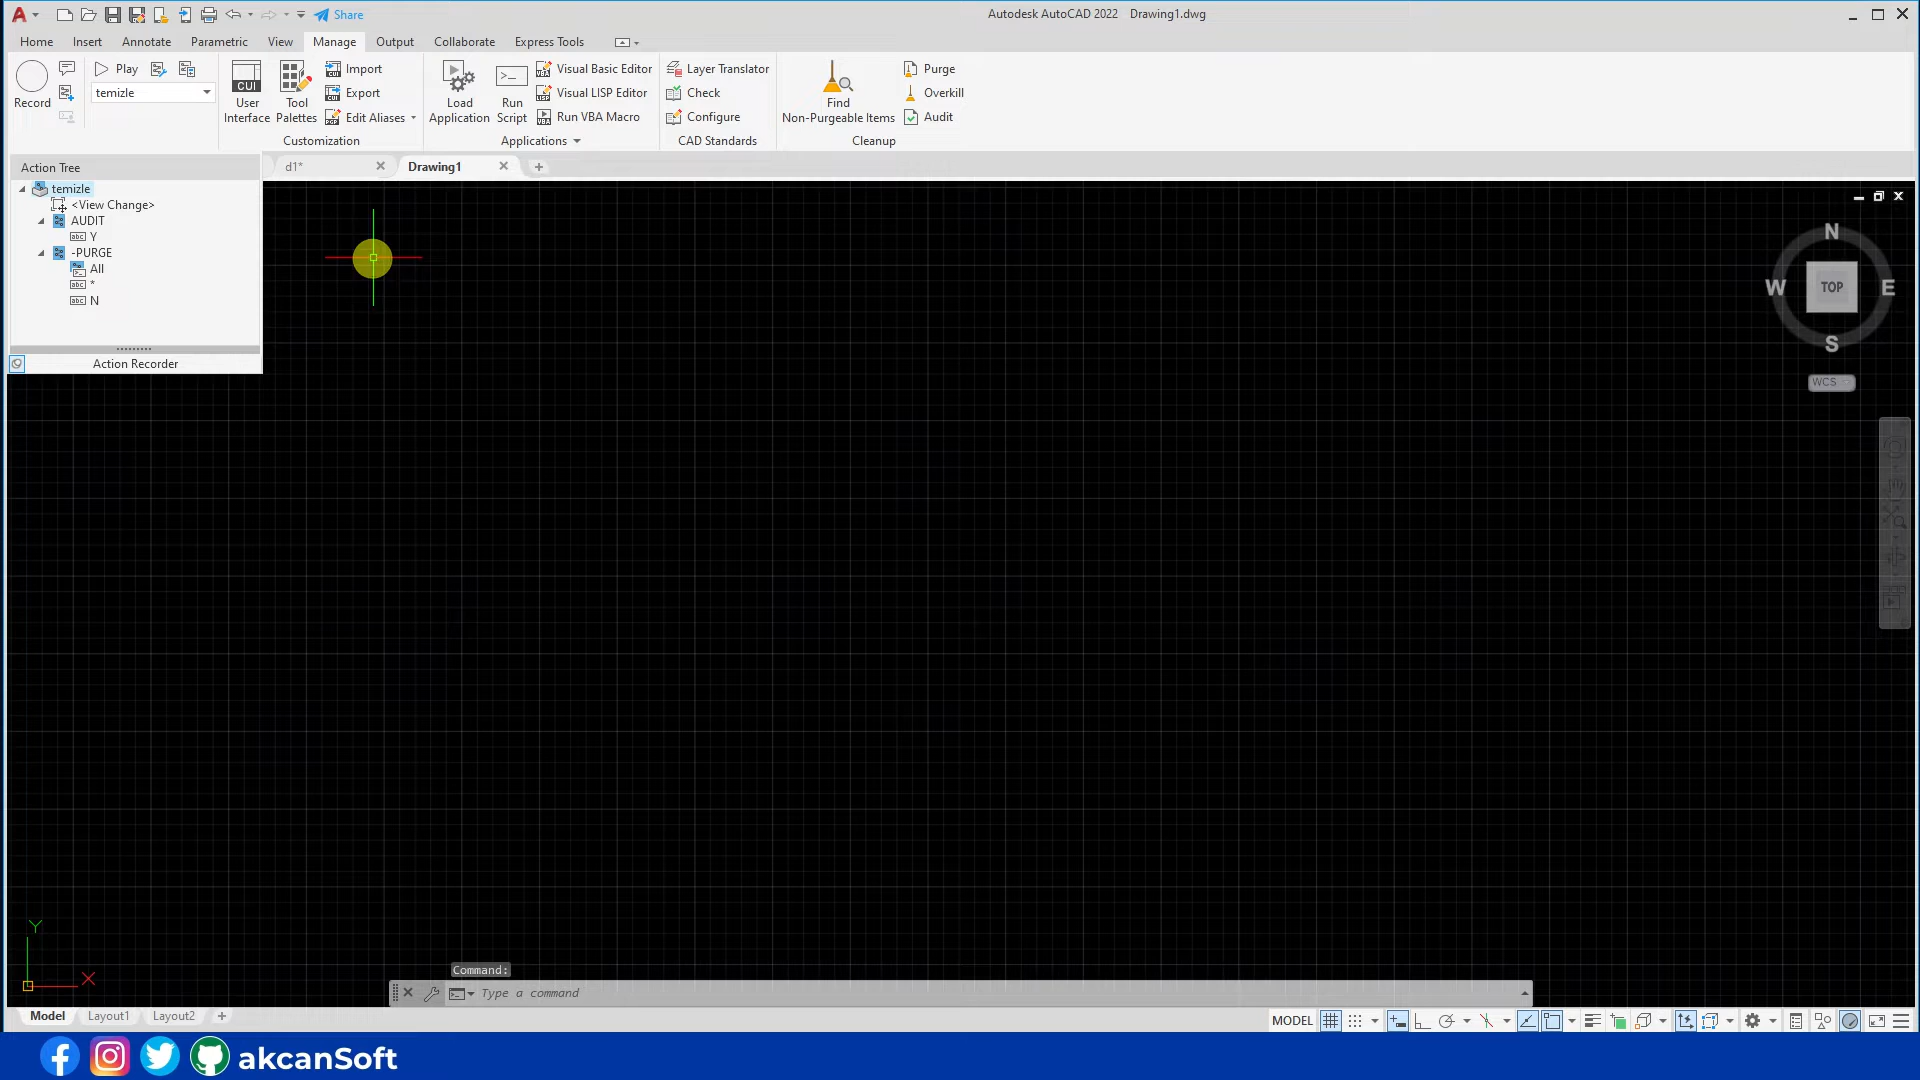 Share
Autodesk AutoCAD 2022 Drawing1.dwg
Home Insert Annotate Parametric View Manage Output Collaborate Express Tools
Record
Play
temizle
CUI
User Interface
Tool Palettes
Import
Export
Edit Aliases
Customization
Load Application
Run Script
Visual Basic Editor
Visual LISP Editor
Run VBA Macro
Applications
Layer Translator
Check
Configure
CAD Standards
Find Non-Purgeable Items
Purge
Overkill
Audit
Cleanup
Action Tree
d1*
Drawing1
temizle
<View Change>
AUDIT
Y
-PURGE
All
*
N
Action Recorder
N
W TOP E
S
WCS
Y
X
Command:
Type a command
Model Layout1 Layout2
MODEL
akcanSoft